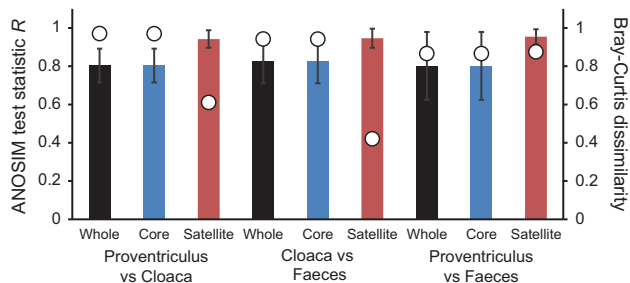 ANOSIM test statistic R
1
0.8
0.6
0.4
0.2
0
1
0.8
0.6
0.4
0.2
0
Bray-Curtis dissimilarity
Whole Core Satellite Whole Core Satellite Whole Core Satellite
Proventriculus
vs Cloaca
Cloaca vs
Faeces
Proventriculus
vs Faeces